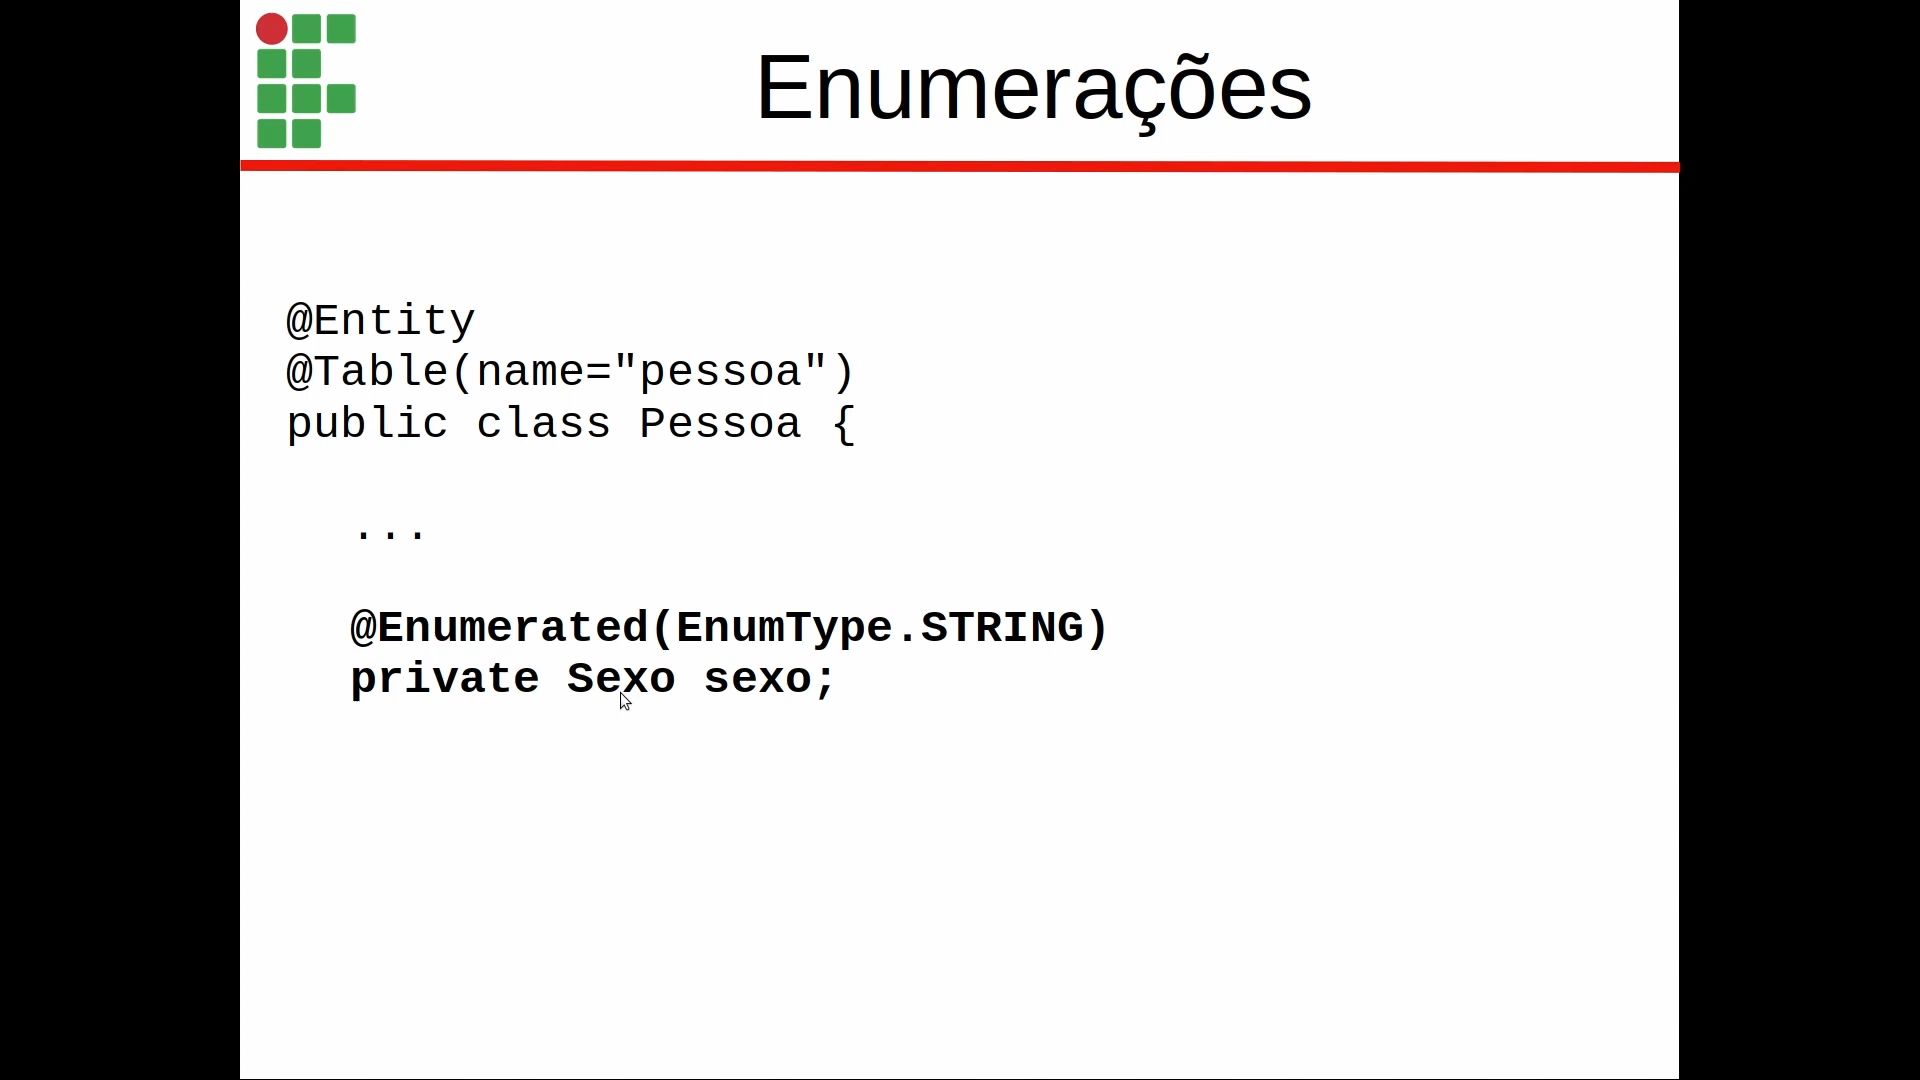 Enumerações
@Entity
@Table(name="pessoa")
public class Pessoa {
...
@Enumerated(EnumType.STRING)
private Sexo sexo;